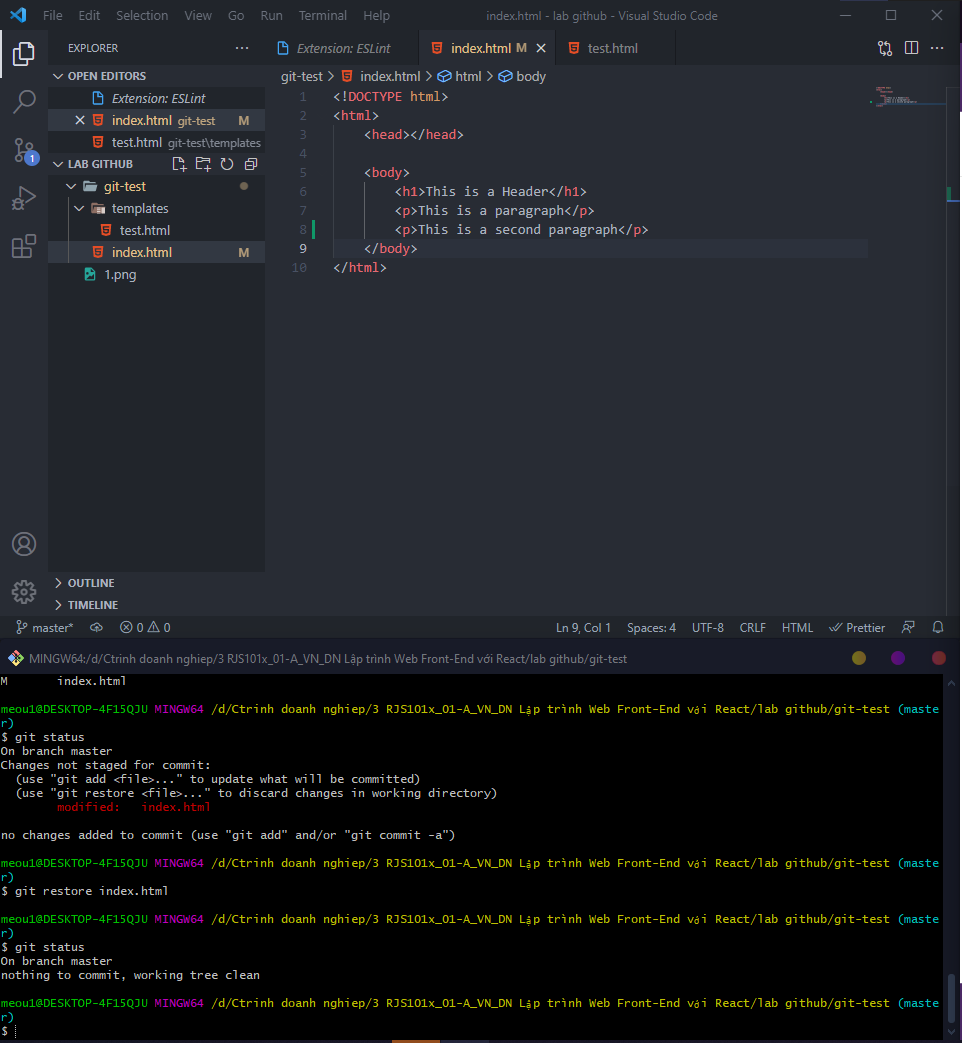 File Edit Selection View Go Run Terminal Help index.html - lab github - Visual Studio Code
EXPLORER
Extension: ESLint
index.html M
test.html
OPEN EDITORS
Extension: ESLint
index.html git-test M
test.html git-test\templates
LAB GITHUB
git-test
templates
test.html
index.html M
1.png
OUTLINE
TIMELINE
git-test > index.html > html > body
1 <!DOCTYPE html>
2 <html>
3 <head></head>
4
5 <body>
6 <h1>This is a Header</h1>
7 <p>This is a paragraph</p>
8 <p>This is a second paragraph</p>
9 </body>
10 </html>
1
master* 0 0 Ln 9, Col 1 Spaces: 4 UTF-8 CRLF HTML Prettier
MINGW64:/d/Ctrinh doanh nghiep/3 RJS101x_01-A_VN_DN Lập trình Web Front-End với React/lab github/git-test
M index.html
meou1@DESKTOP-4F15QJU MINGW64 /d/Ctrinh doanh nghiep/3 RJS101x_01-A_VN_DN Lập trình Web Front-End với React/lab github/git-test (maste
r)
$ git status
On branch master
Changes not staged for commit:
(use "git add <file>..." to update what will be committed)
(use "git restore <file>..." to discard changes in working directory)
modified: index.html
no changes added to commit (use "git add" and/or "git commit -a")
meou1@DESKTOP-4F15QJU MINGW64 /d/Ctrinh doanh nghiep/3 RJS101x_01-A_VN_DN Lập trình Web Front-End với React/lab github/git-test (maste
r)
$ git restore index.html
meou1@DESKTOP-4F15QJU MINGW64 /d/Ctrinh doanh nghiep/3 RJS101x_01-A_VN_DN Lập trình Web Front-End với React/lab github/git-test (maste
r)
$ git status
On branch master
nothing to commit, working tree clean
meou1@DESKTOP-4F15QJU MINGW64 /d/Ctrinh doanh nghiep/3 RJS101x_01-A_VN_DN Lập trình Web Front-End với React/lab github/git-test (maste
r)
$